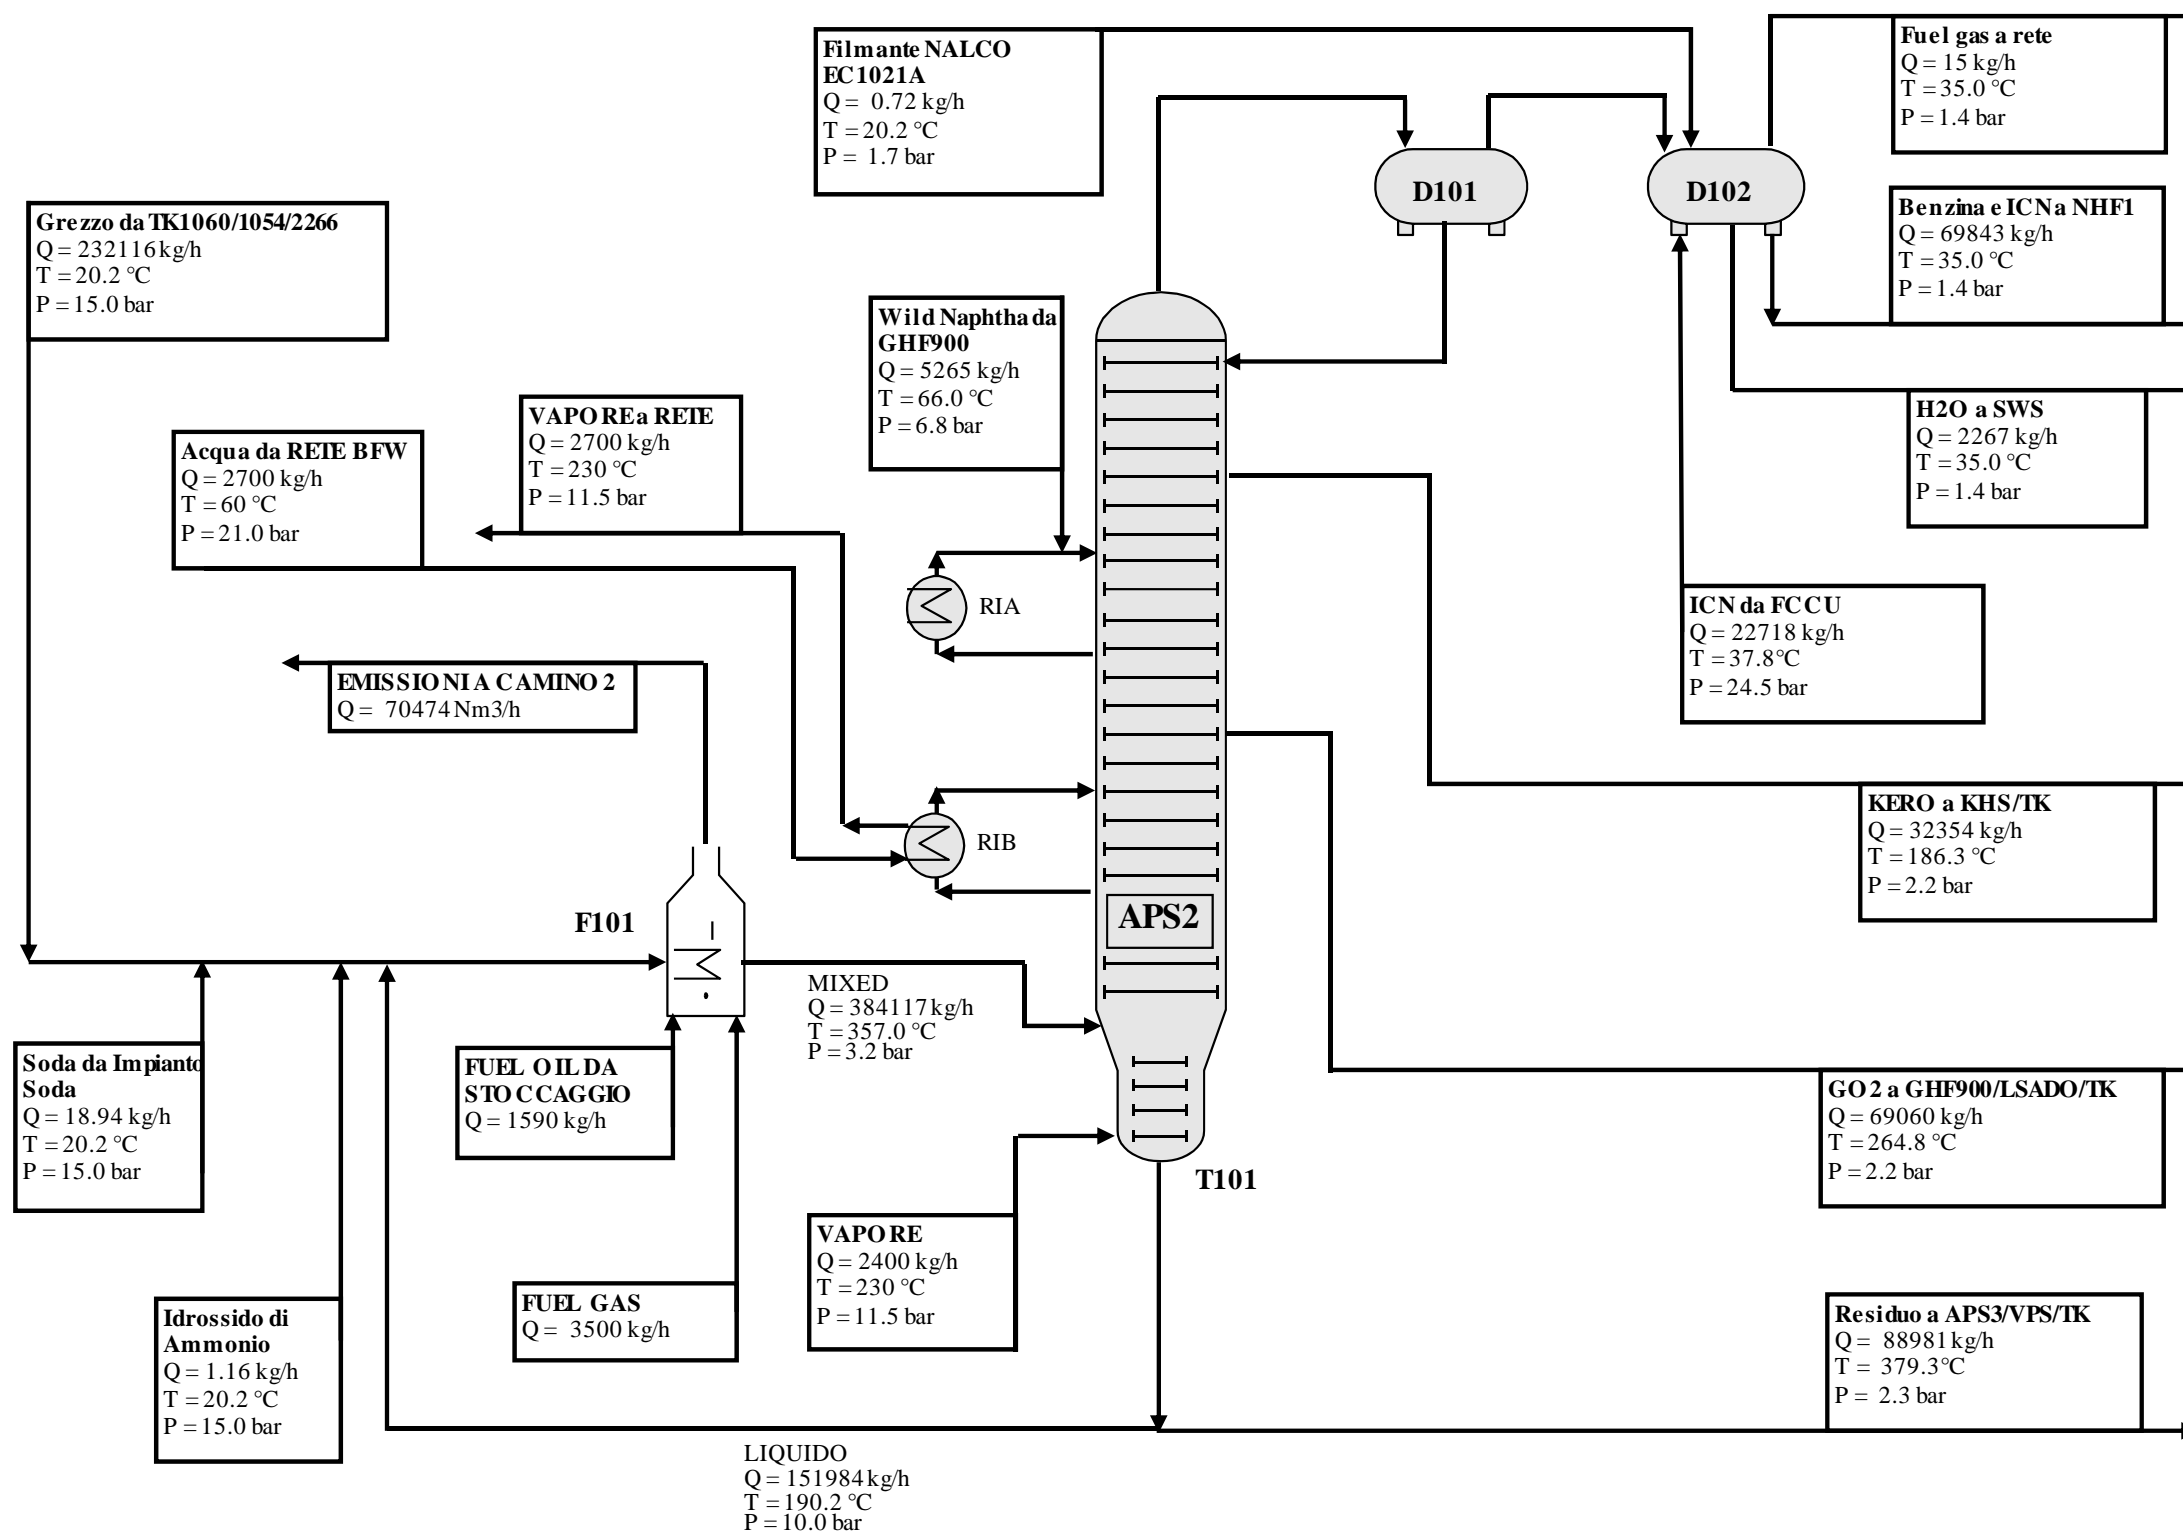 Filmante NALCO
EC1021A
Q = 0.72 kg/h
T = 20.2 °C
P = 1.7 bar
Fuel gas a rete
Q = 15 kg/h
T = 35.0 °C
P = 1.4 bar
D101
D102
Benzina e ICN a NHF1
Q = 69843 kg/h
T = 35.0 °C
P = 1.4 bar
Grezzo da TK1060/1054/2266
Q = 232116 kg/h
T = 20.2 °C
P = 15.0 bar
Wild Naphtha da
GHF900
Q = 5265 kg/h
T = 66.0 °C
P = 6.8 bar
VAPORE a RETE
Q = 2700 kg/h
T = 230 °C
P = 11.5 bar
H2O a SWS
Q = 2267 kg/h
T = 35.0 °C
P = 1.4 bar
Acqua da RETE BFW
Q = 2700 kg/h
T = 60 °C
P = 21.0 bar
RIA
ICN da FCCU
Q = 22718 kg/h
T = 37.8°C
P = 24.5 bar
EMISSIONI A CAMINO 2
Q = 70474 Nm3/h
KERO a KHS/TK
Q = 32354 kg/h
T = 186.3 °C
P = 2.2 bar
RIB
F101
APS2
MIXED
Q = 384117 kg/h
T = 357.0 °C
P = 3.2 bar
Soda da Impianto
Soda
Q = 18.94 kg/h
T = 20.2 °C
P = 15.0 bar
FUEL OIL DA
STOCCAGGIO
Q = 1590 kg/h
GO2 a GHF900/LSADO/TK
Q = 69060 kg/h
T = 264.8 °C
P = 2.2 bar
T101
VAPORE
Q = 2400 kg/h
T = 230 °C
P = 11.5 bar
Idrossido di
Ammonio
Q = 1.16 kg/h
T = 20.2 °C
P = 15.0 bar
FUEL GAS
Q = 3500 kg/h
Residuo a APS3/VPS/TK
Q = 88981 kg/h
T = 379.3°C
P = 2.3 bar
LIQUIDO
Q = 151984 kg/h
T = 190.2 °C
P = 10.0 bar